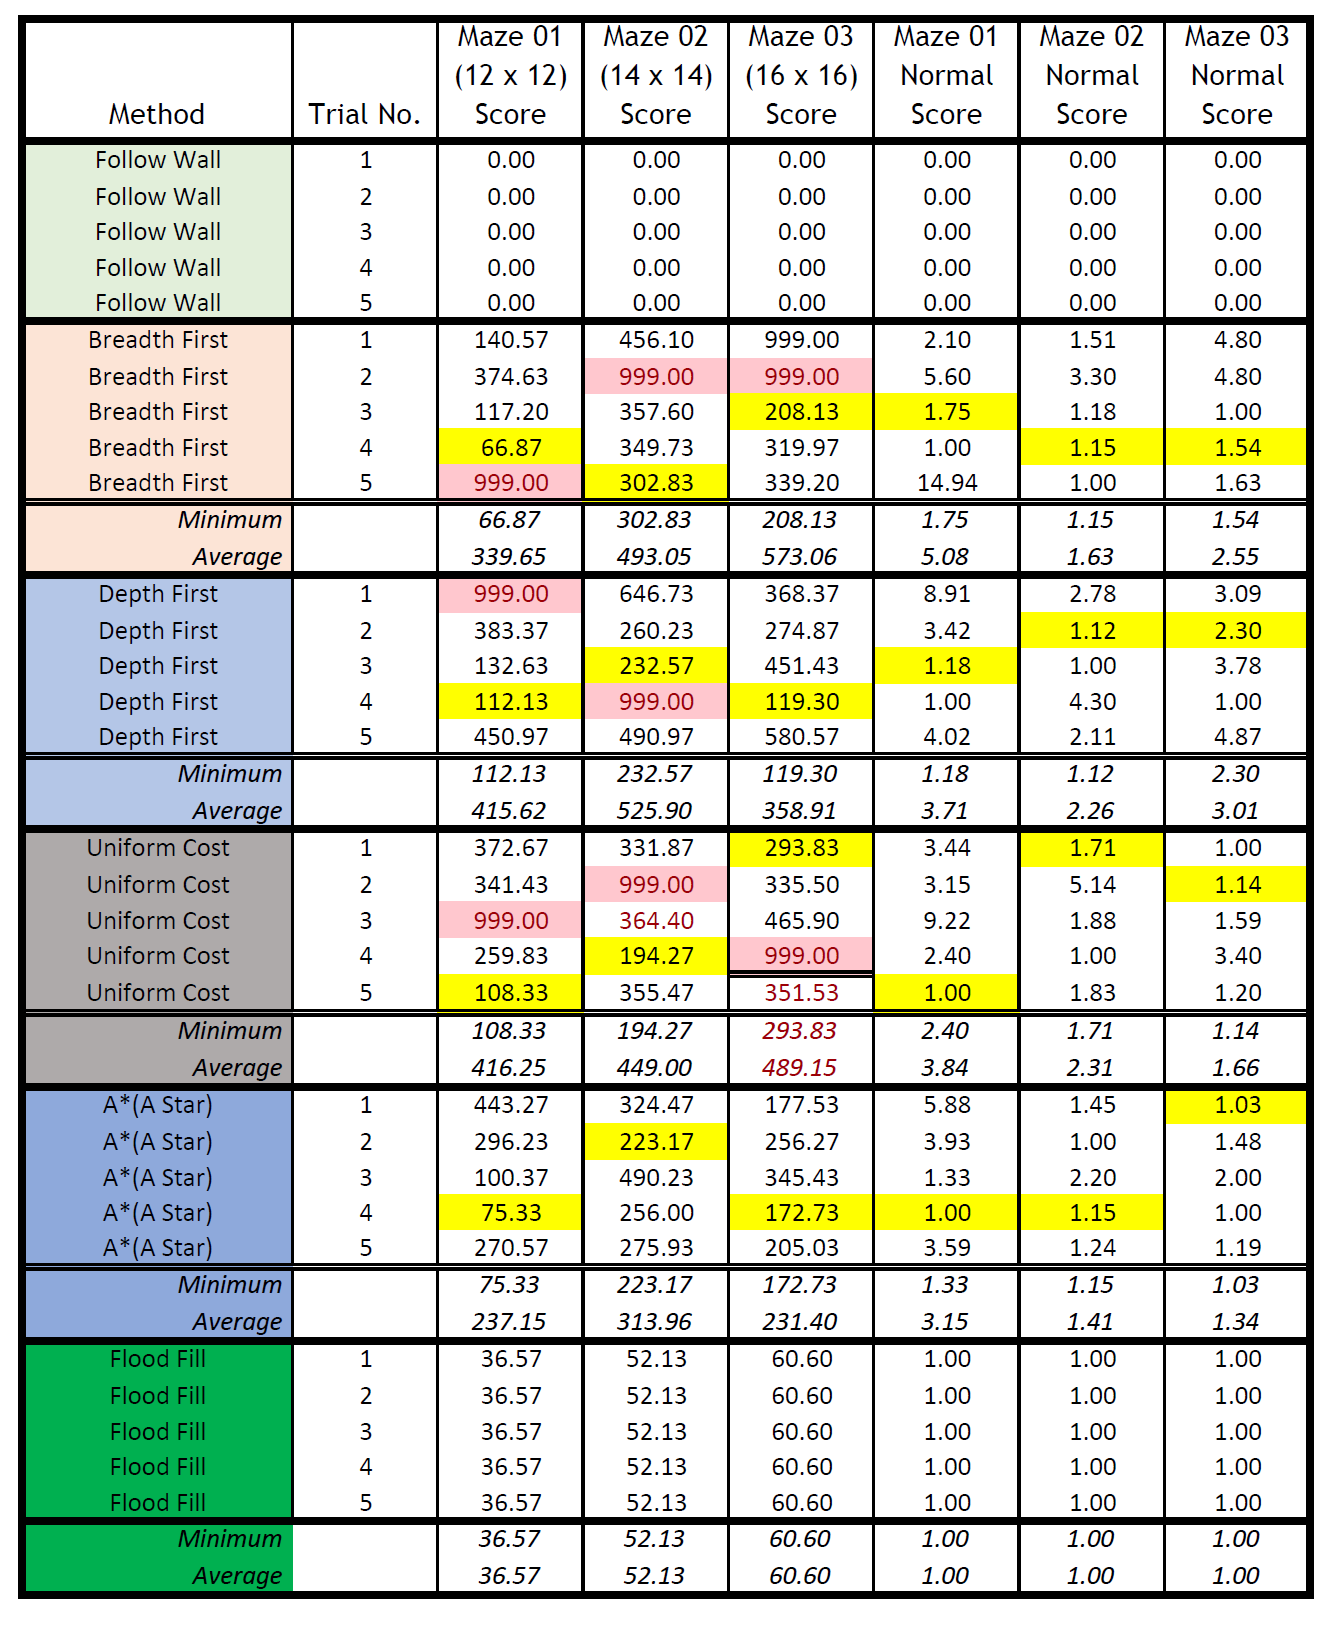 Method Trial No. Maze 01 (12 x 12) Score Maze 02 (14 x 14) Score Maze 03 (16 x 16) Score Maze 01 Normal Score Maze 02 Normal Score Maze 03 Normal Score
Follow Wall 1 0.00 0.00 0.00 0.00 0.00 0.00
Follow Wall 2 0.00 0.00 0.00 0.00 0.00 0.00
Follow Wall 3 0.00 0.00 0.00 0.00 0.00 0.00
Follow Wall 4 0.00 0.00 0.00 0.00 0.00 0.00
Follow Wall 5 0.00 0.00 0.00 0.00 0.00 0.00
Breadth First 1 140.57 456.10 999.00 2.10 1.51 4.80
Breadth First 2 374.63 999.00 999.00 5.60 3.30 4.80
Breadth First 3 117.20 357.60 208.13 1.75 1.18 1.00
Breadth First 4 66.87 349.73 319.97 1.00 1.15 1.54
Breadth First 5 999.00 302.83 339.20 14.94 1.00 1.63
Minimum 66.87 302.83 208.13 1.75 1.15 1.54
Average 339.65 493.05 573.06 5.08 1.63 2.55
Depth First 1 999.00 646.73 368.37 8.91 2.78 3.09
Depth First 2 383.37 260.23 274.87 3.42 1.12 2.30
Depth First 3 132.63 232.57 451.43 1.18 1.00 3.78
Depth First 4 112.13 999.00 119.30 1.00 4.30 1.00
Depth First 5 450.97 490.97 580.57 4.02 2.11 4.87
Minimum 112.13 232.57 119.30 1.18 1.12 2.30
Average 415.62 525.90 358.91 3.71 2.26 3.01
Uniform Cost 1 372.67 331.87 293.83 3.44 1.71 1.00
Uniform Cost 2 341.43 999.00 335.50 3.15 5.14 1.14
Uniform Cost 3 999.00 364.40 465.90 9.22 1.88 1.59
Uniform Cost 4 259.83 194.27 999.00 2.40 1.00 3.40
Uniform Cost 5 108.33 355.47 351.53 1.00 1.83 1.20
Minimum 108.33 194.27 293.83 2.40 1.71 1.14
Average 416.25 449.00 489.15 3.84 2.31 1.66
A*(A Star) 1 443.27 324.47 177.53 5.88 1.45 1.03
A*(A Star) 2 296.23 223.17 256.27 3.93 1.00 1.48
A*(A Star) 3 100.37 490.23 345.43 1.33 2.20 2.00
A*(A Star) 4 75.33 256.00 172.73 1.00 1.15 1.00
A*(A Star) 5 270.57 275.93 205.03 3.59 1.24 1.19
Minimum 75.33 223.17 172.73 1.33 1.15 1.03
Average 237.15 313.96 231.40 3.15 1.41 1.34
Flood Fill 1 36.57 52.13 60.60 1.00 1.00 1.00
Flood Fill 2 36.57 52.13 60.60 1.00 1.00 1.00
Flood Fill 3 36.57 52.13 60.60 1.00 1.00 1.00
Flood Fill 4 36.57 52.13 60.60 1.00 1.00 1.00
Flood Fill 5 36.57 52.13 60.60 1.00 1.00 1.00
Minimum 36.57 52.13 60.60 1.00 1.00 1.00
Average 36.57 52.13 60.60 1.00 1.00 1.00